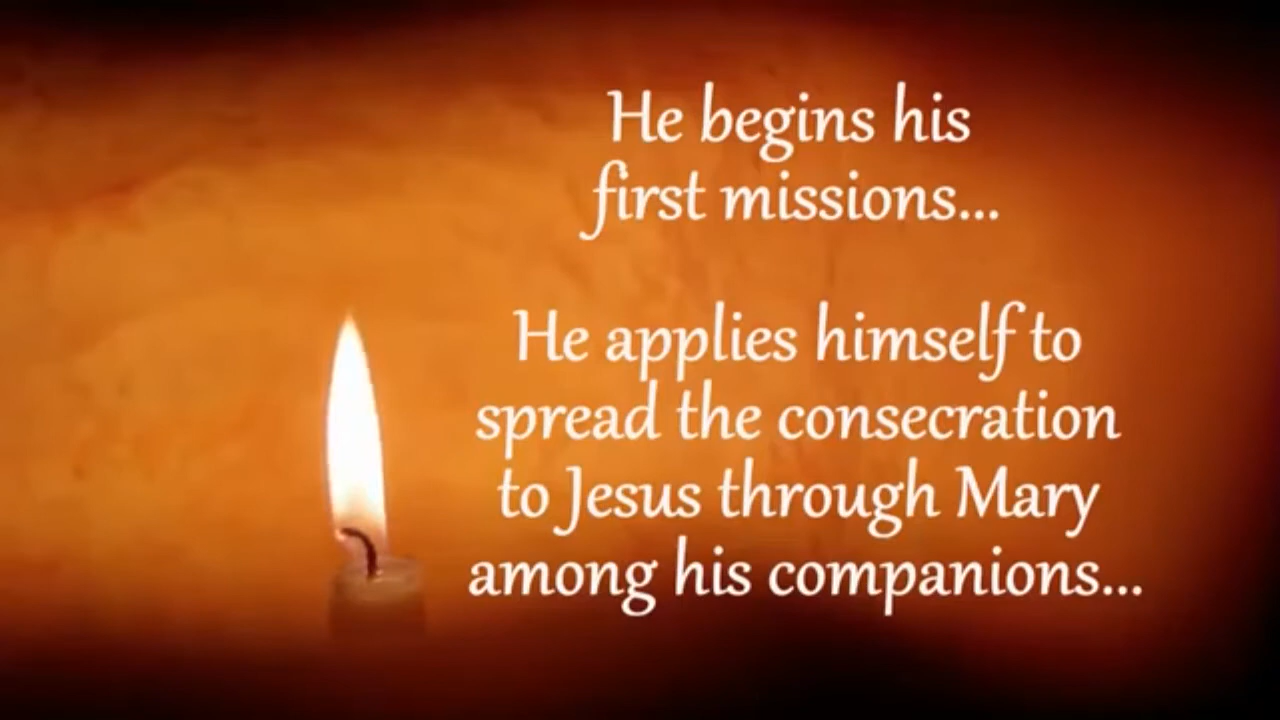 He begins his
first missions...
He applies himself to
spread the consecration
to Jesus through Mary
among his companions...